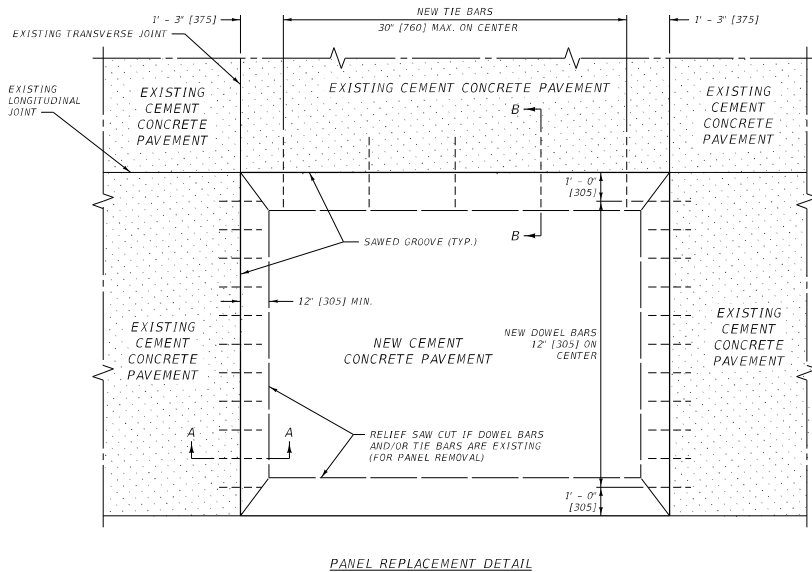 1' - 3" [375]
NEW TIE BARS
30" [760] MAX. ON CENTER
1' - 3" [375]
EXISTING TRANSVERSE JOINT
EXISTING
LONGITUDINAL
JOINT
EXISTING
CEMENT
CONCRETE
PAVEMENT
EXISTING CEMENT CONCRETE PAVEMENT
EXISTING
CEMENT
CONCRETE
PAVEMENT
B
1' - 0"
[305]
B
SAWED GROOVE (TYP.)
12" [305] MIN.
EXISTING
CEMENT
CONCRETE
PAVEMENT
NEW CEMENT
CONCRETE PAVEMENT
NEW DOWEL BARS
12" [305] ON
CENTER
EXISTING
CEMENT
CONCRETE
PAVEMENT
A
A
RELIEF SAW CUT IF DOWEL BARS
AND/OR TIE BARS ARE EXISTING
(FOR PANEL REMOVAL)
1' - 0"
[305]
PANEL REPLACEMENT DETAIL